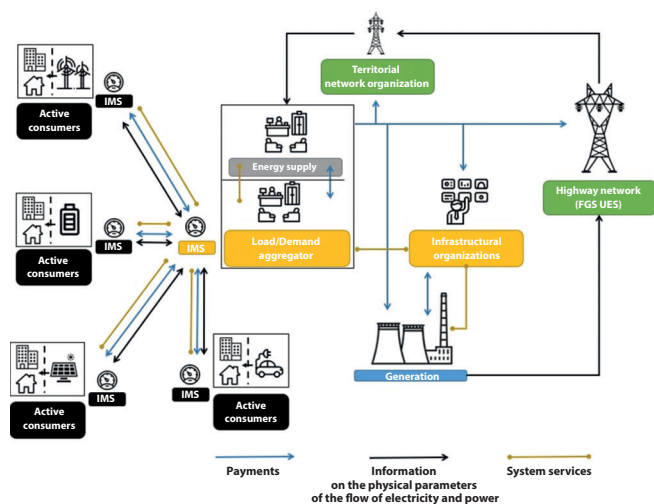 Territorial
network organization
IMS
Active
consumers
Energy supply
Highway network
(FGS UES)
IMS
Active
consumers
IMS
Load/Demand
aggregator
Infrastructural
organizations
IMS
Active
consumers
IMS
Active
consumers
Generation
Payments
Information
on the physical parameters
of the flow of electricity and power
System services